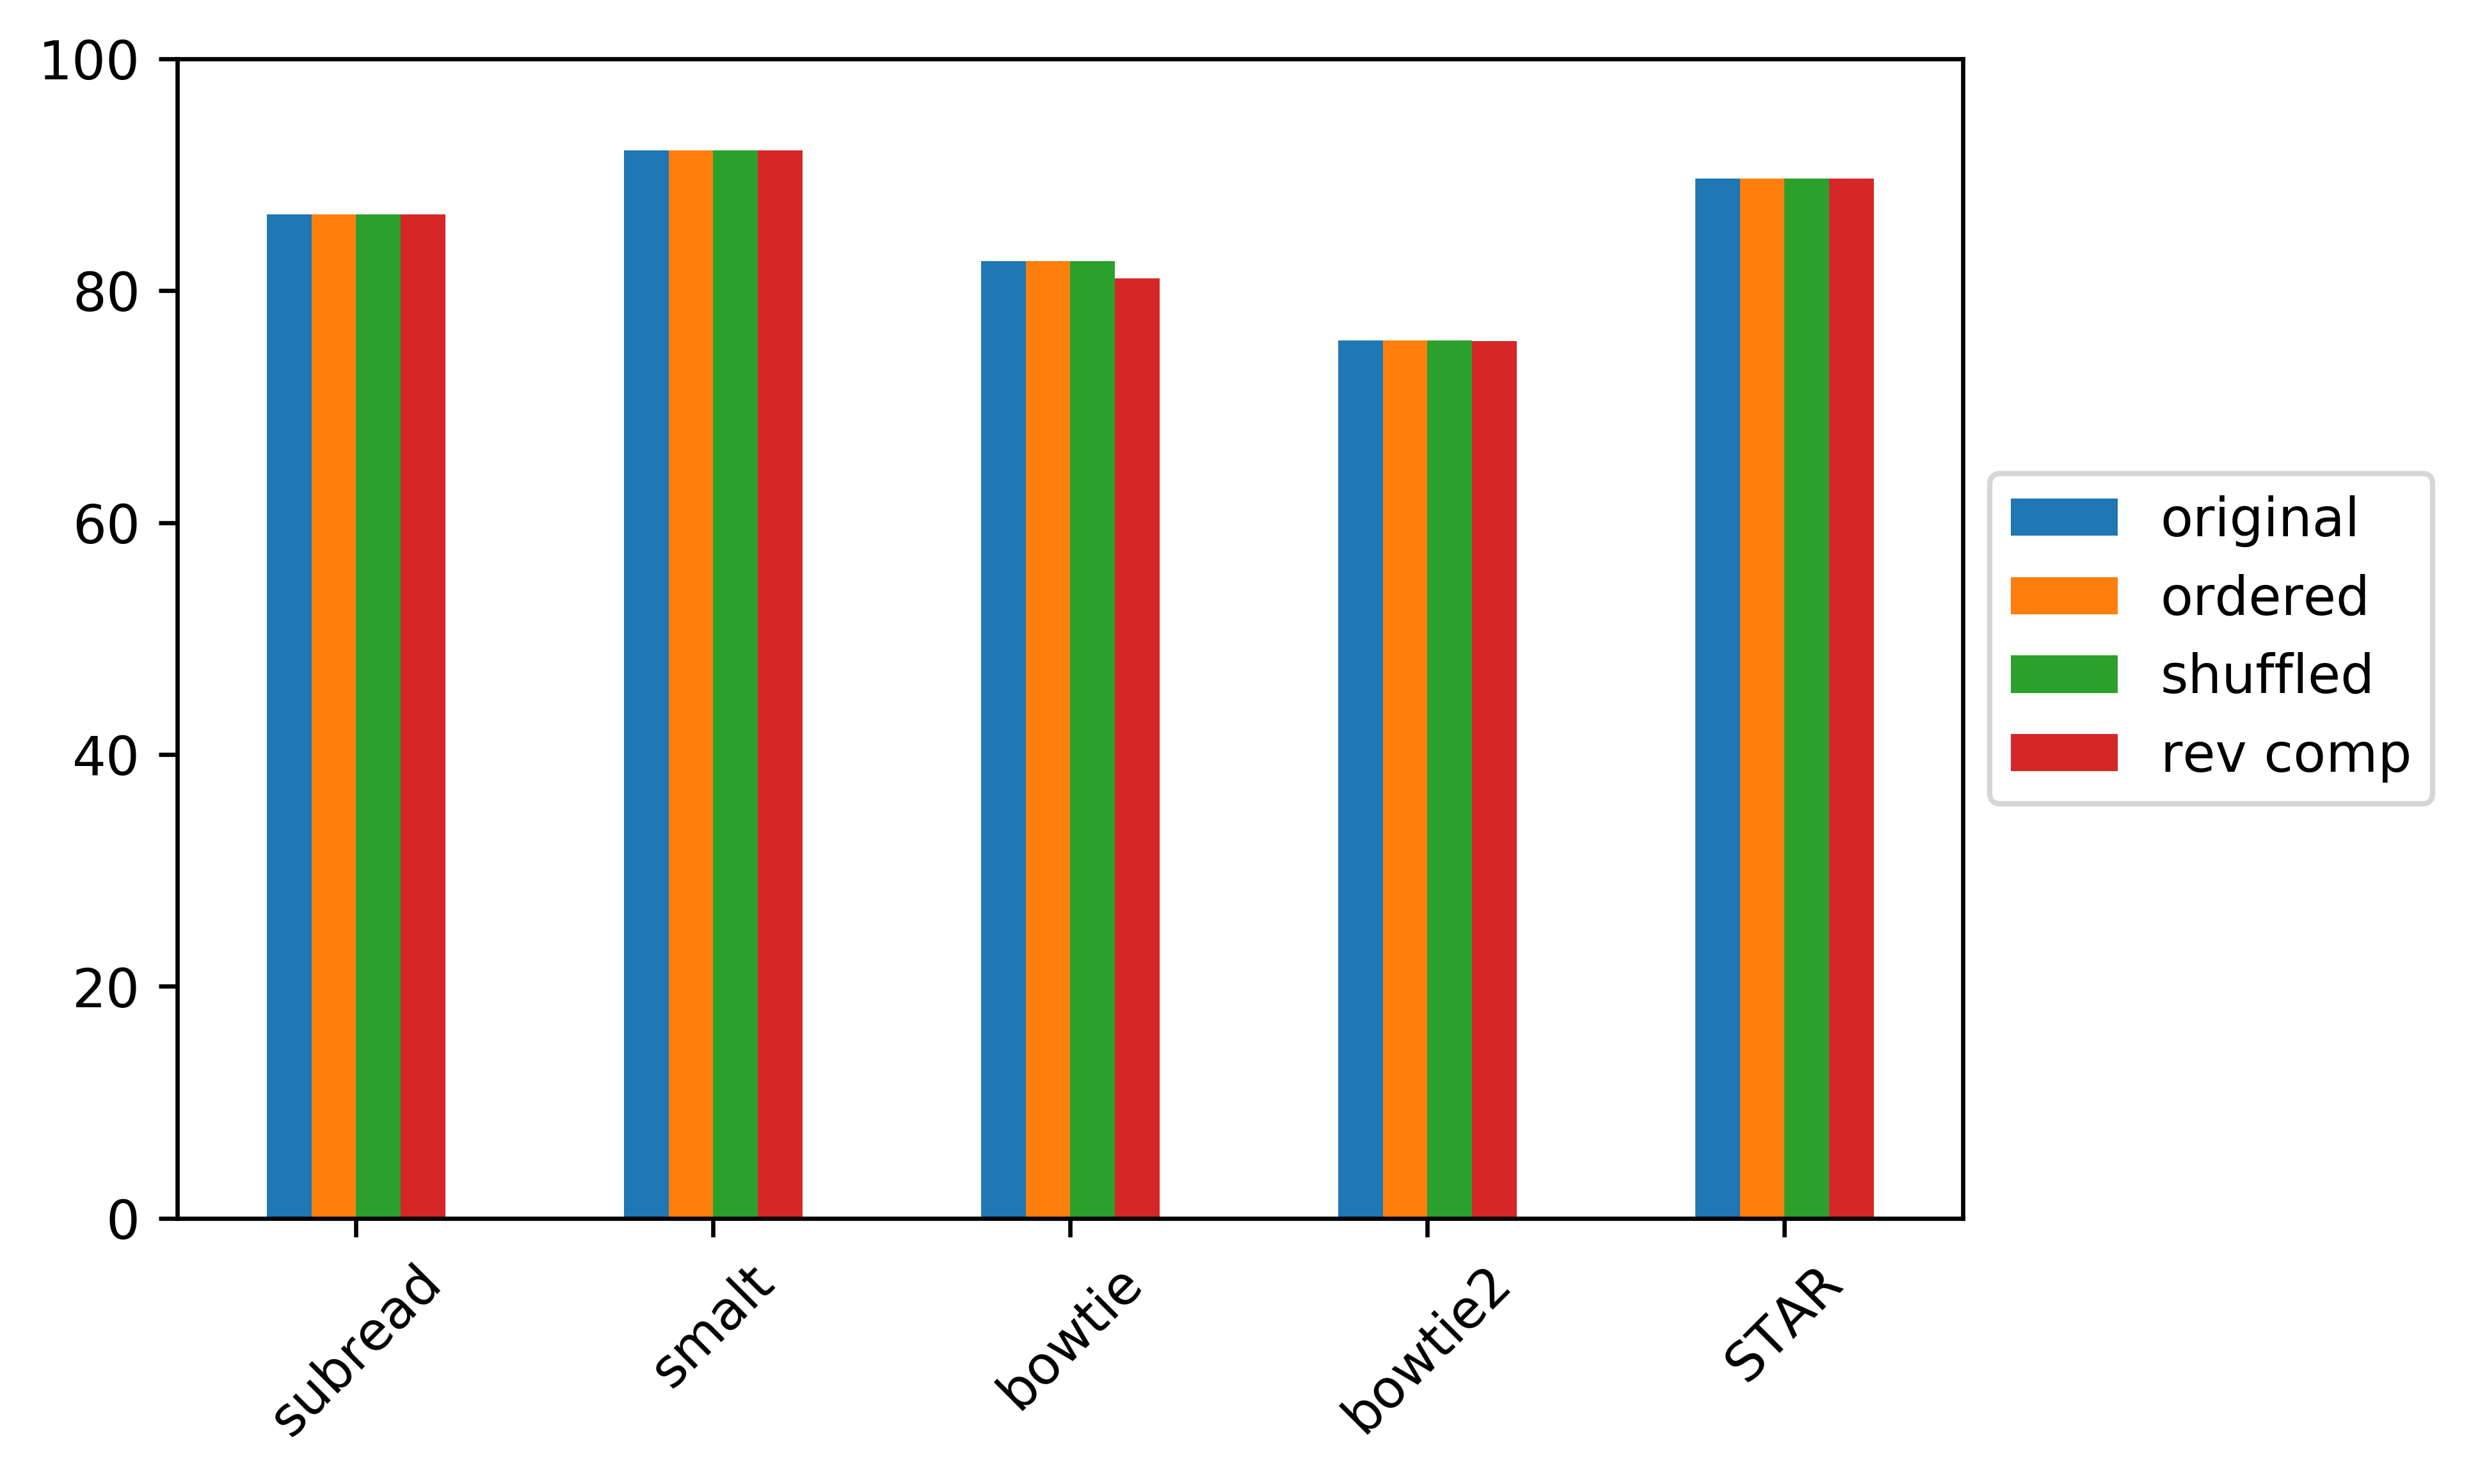 100
80
60
40
20
0
subread
smalt
bowtie
bowtie2
STAR
original
ordered
shuffled
rev comp